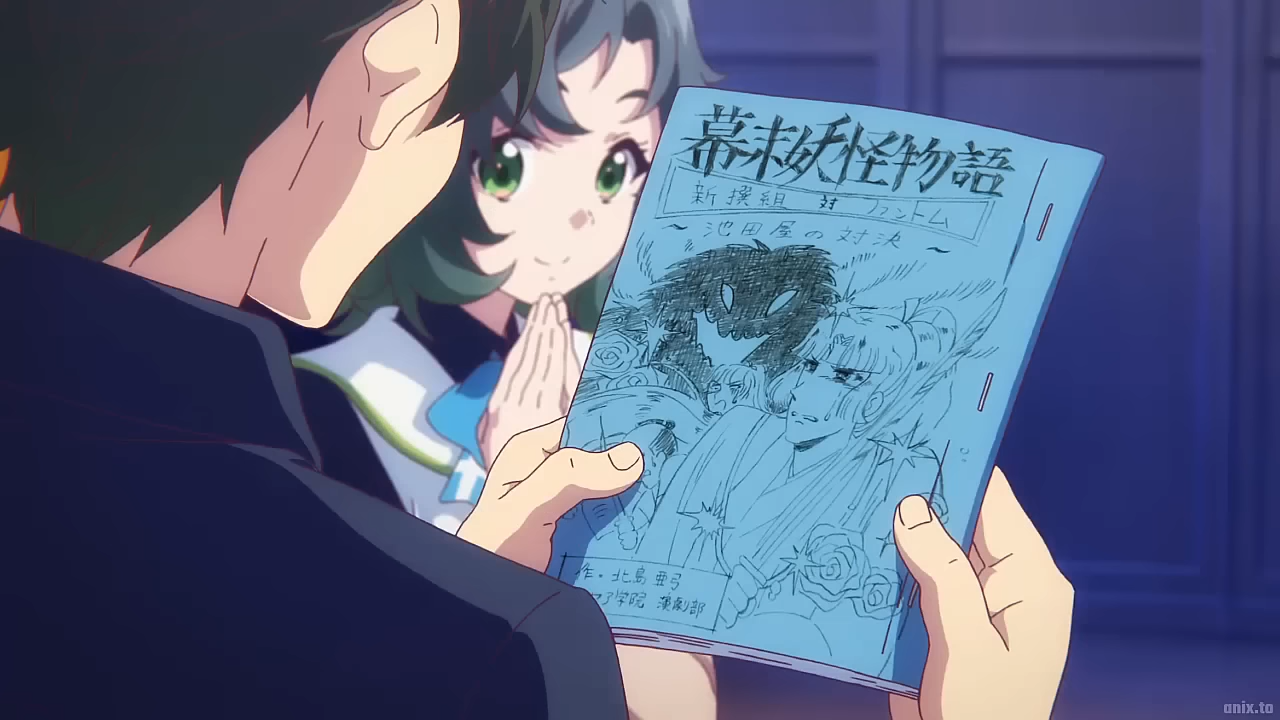 幕末妖怪物語
新撰組 対 ファントム
~ 池田屋の対決 ~
作・北島亜弓
学院 演劇部
anix.to